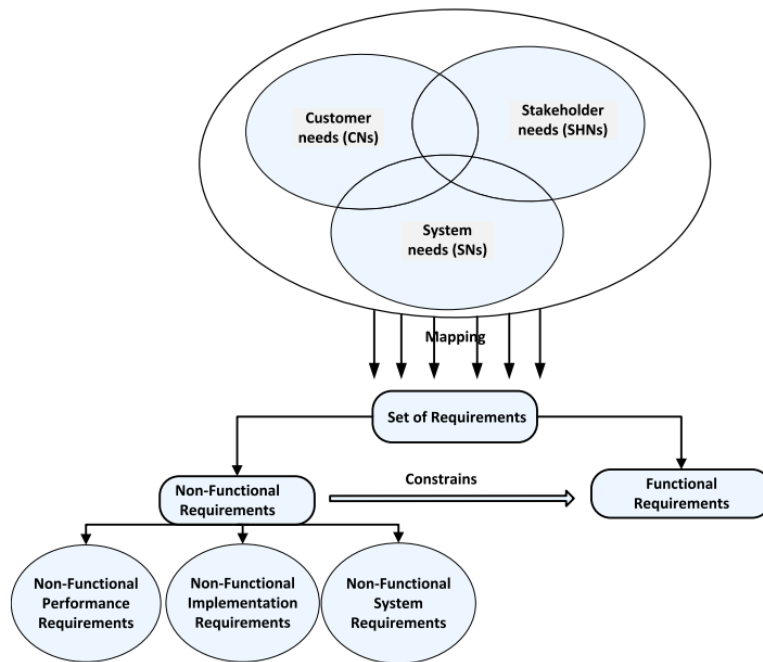 Customer
needs (CNs)
Stakeholder
needs (SHNs)
System
needs (SNs)
Mapping
Set of Requirements
Non-Functional
Requirements
Constrains
Functional
Requirements
Non-Functional
Performance
Requirements
Non-Functional
Implementation
Requirements
Non-Functional
System
Requirements